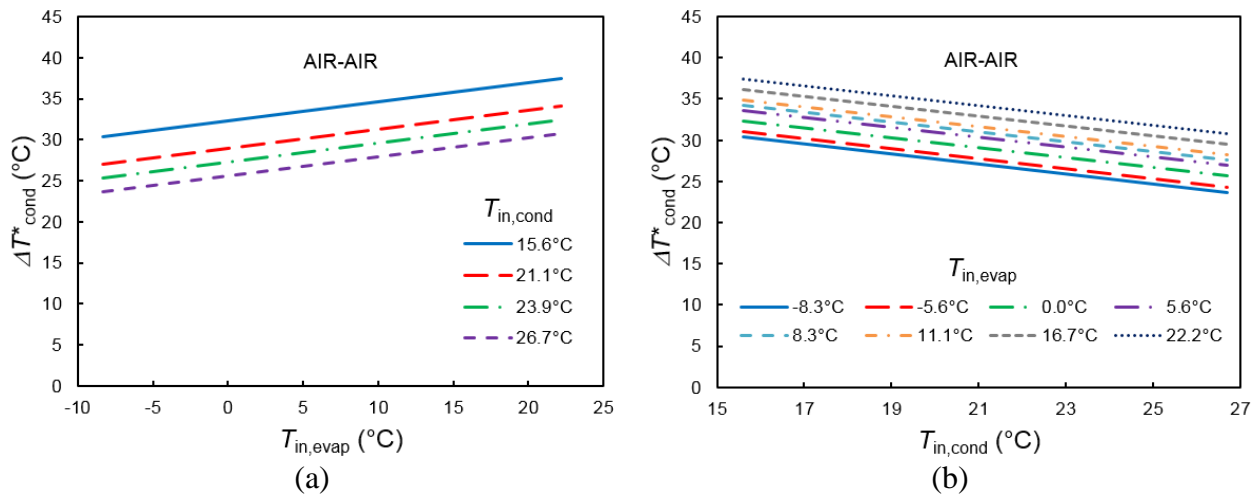 45
40
35
30
25
20
15
10
5
0
ΔT*cond (°C)
AIR-AIR
Tin,cond
15.6°C
21.1°C
23.9°C
26.7°C
-10 -5 0 5 10 15 20 25
Tin,evap (°C)
(a)
45
40
35
30
25
20
15
10
5
0
ΔT*cond (°C)
AIR-AIR
Tin,evap
-8.3°C -5.6°C 0.0°C 5.6°C
8.3°C 11.1°C 16.7°C 22.2°C
15 17 19 21 23 25 27
Tin,cond (°C)
(b)